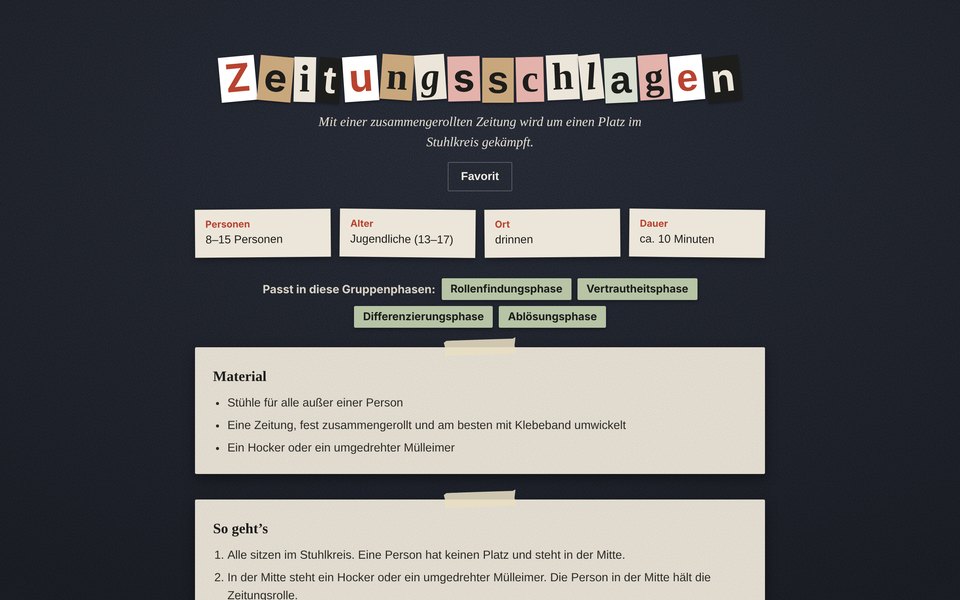 Zeitungsschlagen
Mit einer zusammengerollten Zeitung wird um einen Platz im
Stuhlkreis gekämpft.
Favorit
Personen
8–15 Personen
Alter
Jugendliche (13–17)
Ort
drinnen
Dauer
ca. 10 Minuten
Passt in diese Gruppenphasen: Rollenfindungsphase Vertrautheitsphase
Differenzierungsphase Ablösungsphase
Material
• Stühle für alle außer einer Person
• Eine Zeitung, fest zusammengerollt und am besten mit Klebeband umwickelt
• Ein Hocker oder ein umgedrehter Mülleimer
So geht’s
1. Alle sitzen im Stuhlkreis. Eine Person hat keinen Platz und steht in der Mitte.
2. In der Mitte steht ein Hocker oder ein umgedrehter Mülleimer. Die Person in der Mitte hält die
Zeitungsrolle.